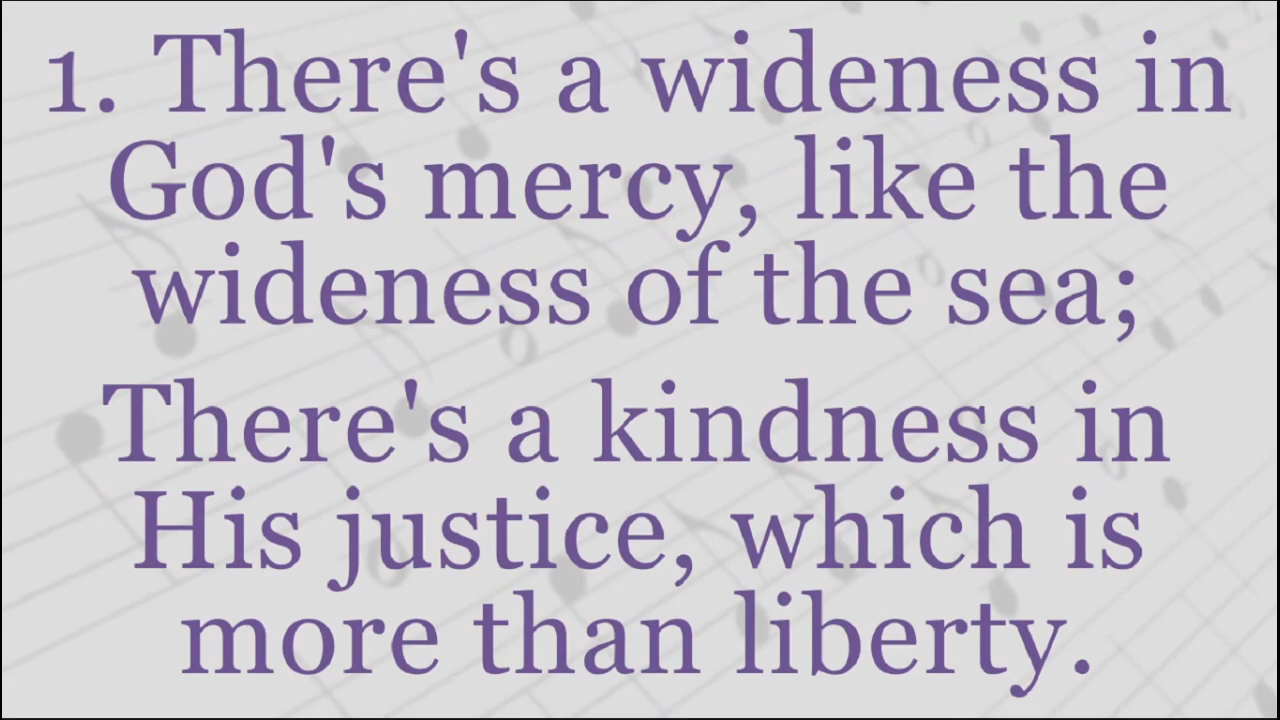 1. There's a wideness in
God's mercy, like the
wideness of the sea;
There's a kindness in
His justice, which is
more than liberty.